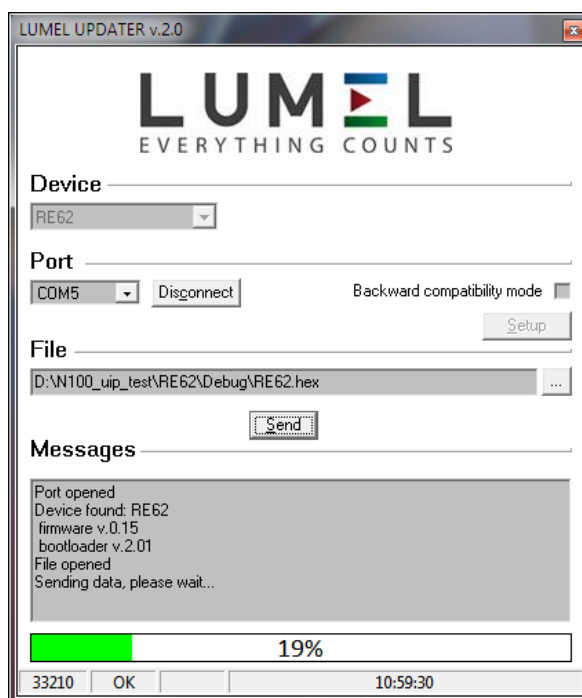 LUMEL UPDATER v.2.0
LUMEL
EVERYTHING COUNTS
Device
RE62
Port
COM5 Disconnect Backward compatibility mode
Setup
File
D:\N100_uip_test\RE62\Debug\RE62.hex ...
Send
Messages
Port opened
Device found: RE62
firmware v.0.15
bootloader v.2.01
File opened
Sending data, please wait...
19%
33210 OK 10:59:30